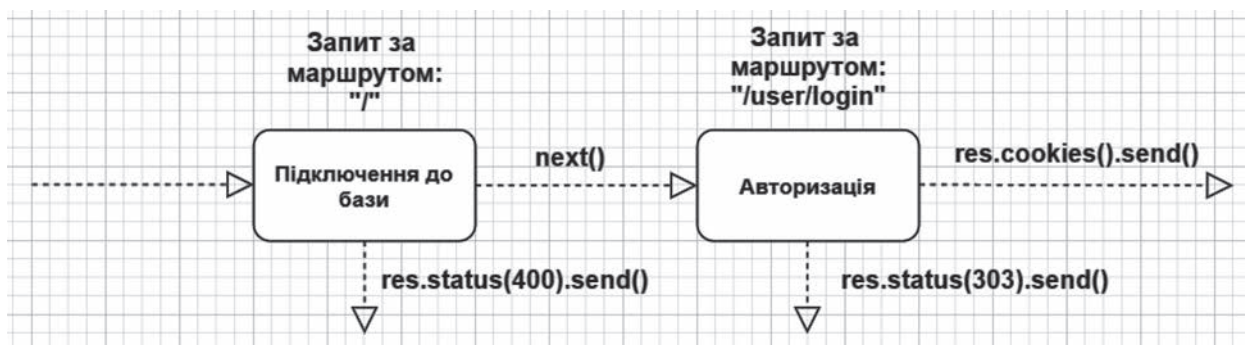 Запит за
маршрутом:
"/"
Підключення до
бази
next()
res.status(400).send()
Запит за
маршрутом:
"/user/login"
Авторизація
res.cookies().send()
res.status(303).send()